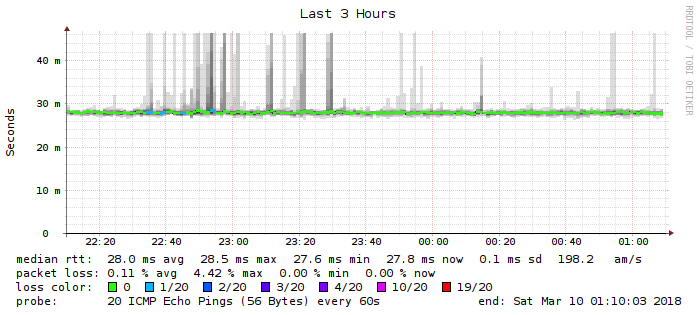 Last 3 Hours
RRDTOOL / TOBI OETIKER
Seconds
40 m
30 m
20 m
10 m
0
22:20 22:40 23:00 23:20 23:40 00:00 00:20 00:40 01:00
median rtt: 28.0 ms avg 28.5 ms max 27.6 ms min 27.8 ms now 0.1 ms sd 198.2 am/s
packet loss: 0.11 % avg 4.42 % max 0.00 % min 0.00 % now
loss color: 0 1/20 2/20 3/20 4/20 10/20 19/20
probe: 20 ICMP Echo Pings (56 Bytes) every 60s end: Sat Mar 10 01:10:03 2018